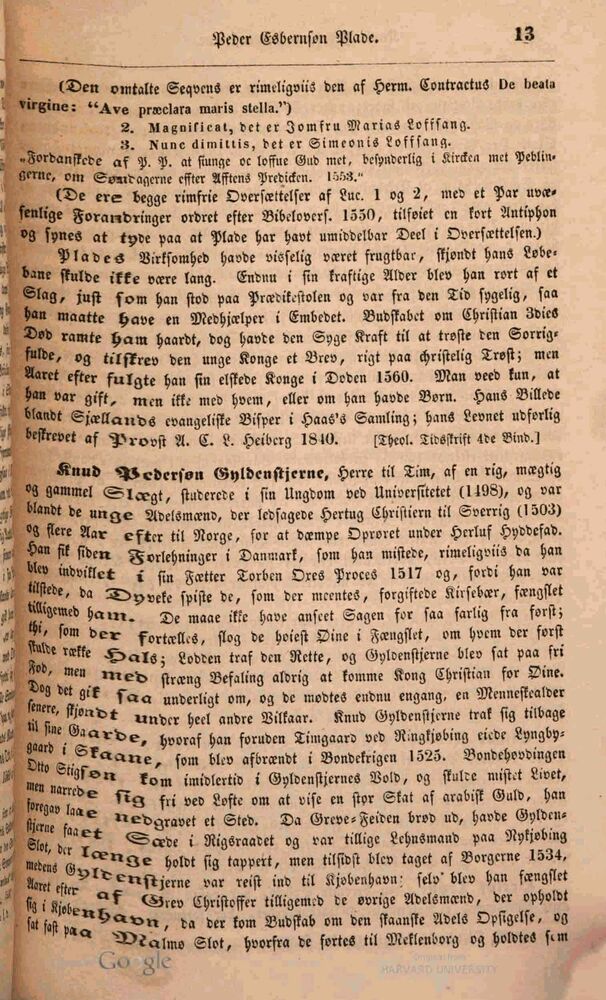 Peder Esbernsøn Plade. 13
(Den omtalte Seqvens er rimeligviis den af Herm. Contractus De beata
virgine: “Ave præclara maris stella.”)
2. Magnificat, det er Jomfru Marias Lofffang.
3. Nunc dimittis, det er Simeonis Lofffang.
„Fordanskede af P. P. at siunge oc loffue Gud met, besynderlig i Kircken met Peblin-
gerne, om Søndagerne effter Afftens Predicken. 1553.“
(De ere begge rimfrie Oversættelser af Luc. 1 og 2, med et Par uvæ-
senlige Forandringer ordret efter Bibelovers. 1550, tilføiet en kort Antiphon
og synes at tyde paa at Plade har havt umiddelbar Deel i Oversættelsen.)
Plades Virksomhed havde visselig været frugtbar, skjøndt hans Løbe-
bane skulde ikke være lang. Endnu i sin kraftige Alder blev han rørt af et
Slag, just som han stod paa Prædikestolen og var fra den Tid sygelig, saa
han maatte have en Medhjælper i Embedet. Budskabet om Christian 3dies
Død ramte ham haardt, dog havde den Syge Kraft til at trøste den Sorrig-
fulde, og tilskrev den unge Konge et Brev, rigt paa christelig Trøst; men
Aaret efter fulgte han sin elskede Konge i Døden 1560. Man veed kun, at
han var gift, men ikke med hvem, eller om han havde Børn. Hans Billede
blandt Sjællands evangeliske Bisper i Haas's Samling; hans Levnet udførlig
beskrevet af Provst A. C. L. Heiberg 1840. [Theol. Tidsskrift 4de Bind.]
Knud Pedersøn Gyldenstjerne, Herre til Tim, af en rig, mægtig
og gammel Slægt, studerede i sin Ungdom ved Universitetet (1498), og var
blandt de unge Adelsmænd, der ledsagede Hertug Christiern til Sverrig (1503)
og flere Aar efter til Norge, for at dæmpe Oprøret under Herluf Hyddefad.
Han fik siden Forlehninger i Danmark, som han mistede, rimeligviis da han
blev indviklet i sin Fætter Torben Oxes Proces 1517 og, fordi han var
tilstede, da Dyveke spiste de, som der meentes, forgiftede Kirsebær, fængslet
tilligemed ham. De maae ikke have anseet Sagen for saa farlig fra først;
thi, som der fortælles, slog de høiest Øine i Fængslet, om hvem der først
skulde række Hals; Lodden traf den Rette, og Gyldenstjerne blev sat paa fri
Fod, men med stræng Befaling aldrig at komme Kong Christian for Øine.
Dog det gik saa underligt om, og de mødtes endnu engang, en Menneskealder
senere, skjøndt under heel andre Vilkaar. Knud Gyldenstjerne trak sig tilbage
til sine Gaarde, hvoraf han foruden Timgaard ved Ringkjøbing eiede Lyngby-
gaard i Skaane, som blev afbrændt i Bondekrigen 1525. Bondehøvdingen
Otto Stigsøn kom imidlertid i Gyldenstjernes Vold, og skulde mistet Livet,
men narrede sig fri ved Løfte om at vise en stor Skat af arabisk Guld, han
foregav laae nedgravet et Sted. Da Greve-Feiden brød ud, havde Gylden-
stjerne faaet Sæde i Rigsraadet og var tillige Lehnsmand paa Nykjøbing
Slot, der længe holdt sig tappert, men tilsidst blev taget af Borgerne 1534,
medens Gyldenstjerne var reist ind til Kjøbenhavn; selv blev han fængslet
Aaret efter af Grev Christoffer tilligemed de øvrige Adelsmænd, der opholdt
sig i Kjøbenhavn, da der kom Budskab om den skaanske Adels Opsigelse, og
sat fast paa Malmø Slot, hvorfra de førtes til Meklenborg og holdtes som
Google
Original from
HARVARD UNIVERSITY